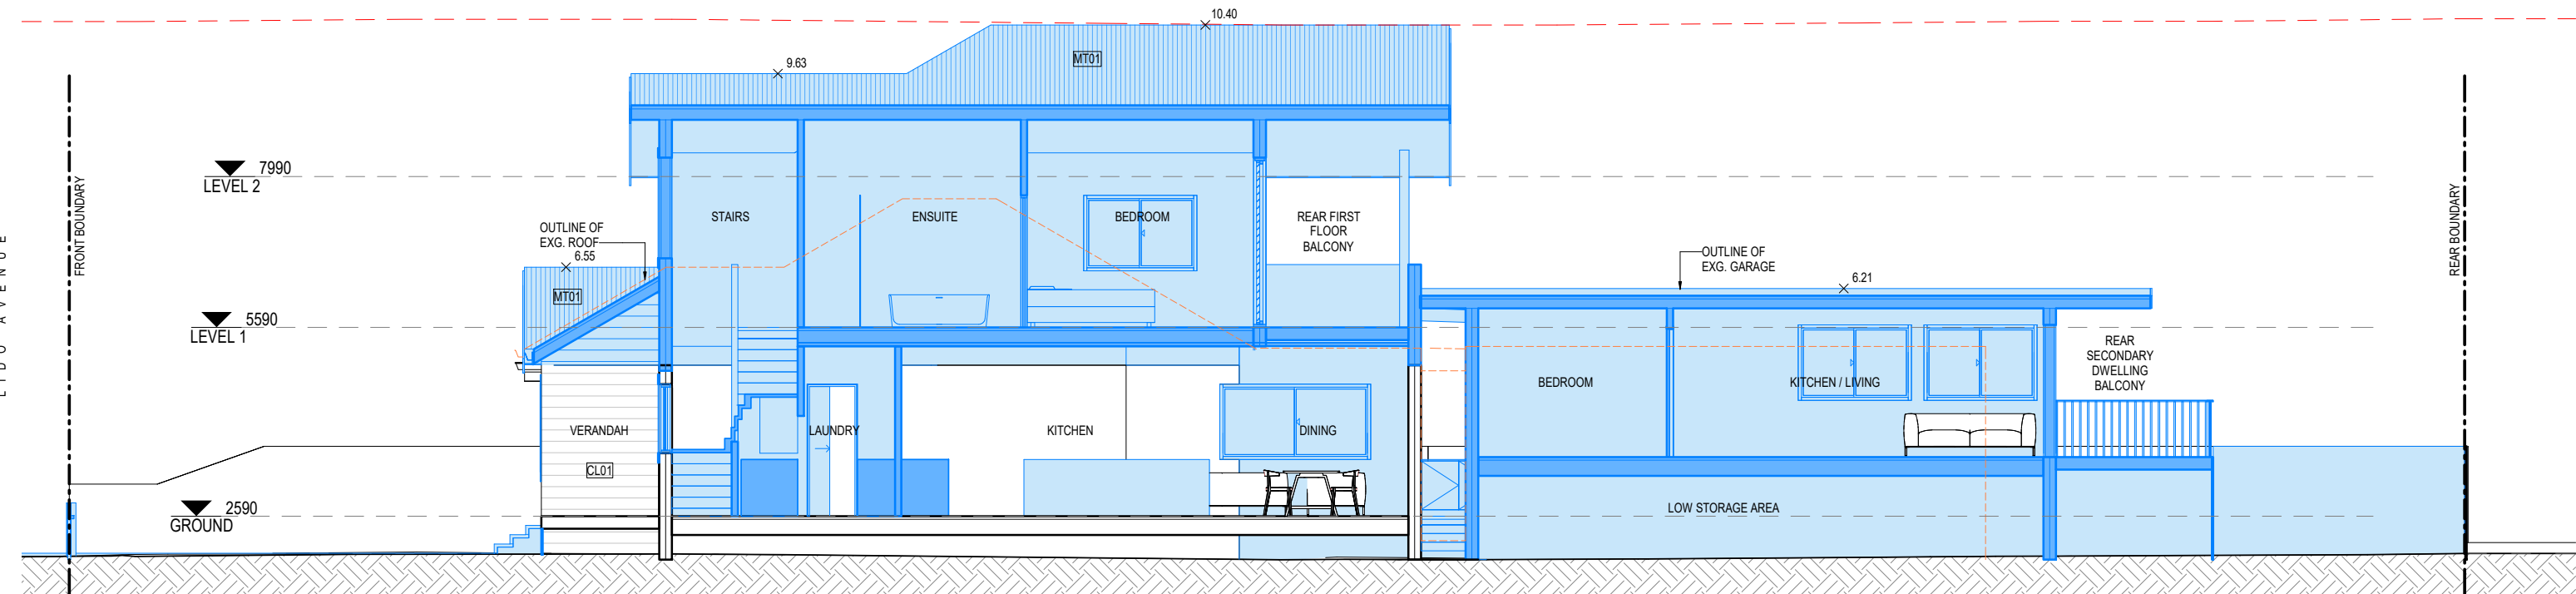 10.40
MT01
9.63
7990
LEVEL 2
FRONT BOUNDARY
REAR BOUNDARY
STAIRS
ENSUITE
BEDROOM
REAR FIRST
FLOOR
BALCONY
OUTLINE OF
EXG. ROOF
6.55
MT01
OUTLINE OF
EXG. GARAGE
6.21
5590
LEVEL 1
LIDO AVENUE
REAR
SECONDARY
DWELLING
BALCONY
BEDROOM
KITCHEN / LIVING
VERANDAH
LAUNDRY
KITCHEN
DINING
CL01
2590
GROUND
LOW STORAGE AREA